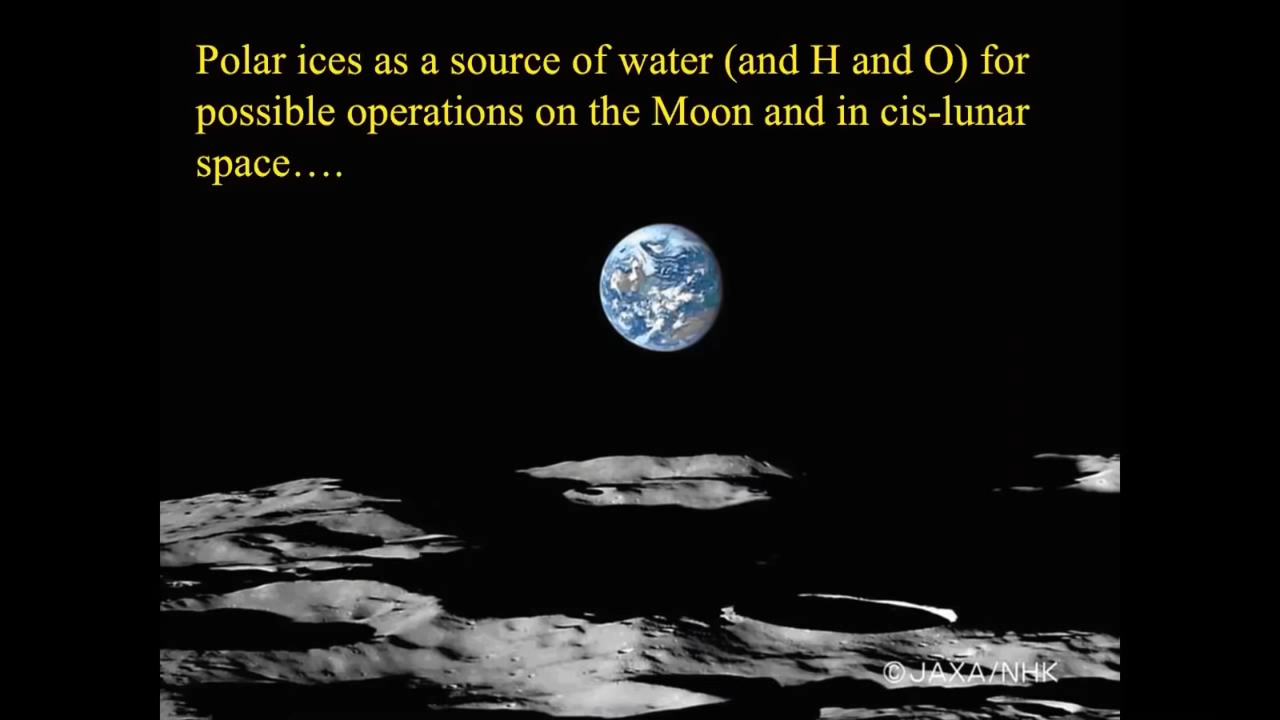 Polar ices as a source of water (and H and O) for
possible operations on the Moon and in cis-lunar
space….
©JAXA/NHK